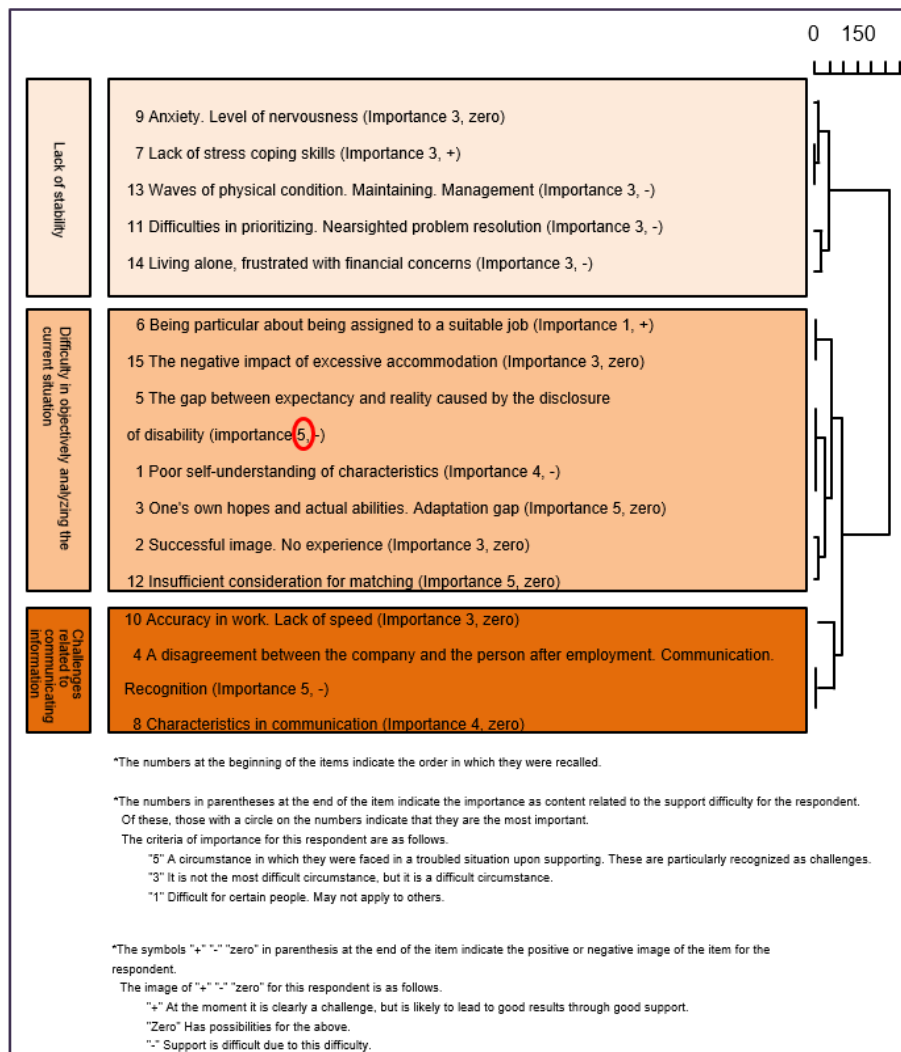 0 150
Lack of stability
9 Anxiety. Level of nervousness (Importance 3, zero)
7 Lack of stress coping skills (Importance 3, +)
13 Waves of physical condition. Maintaining. Management (Importance 3, -)
11 Difficulties in prioritizing. Nearsighted problem resolution (Importance 3, -)
14 Living alone, frustrated with financial concerns (Importance 3, -)
Difficulty in objectively analyzing the
current situation
6 Being particular about being assigned to a suitable job (Importance 1, +)
15 The negative impact of excessive accommodation (Importance 3, zero)
5 The gap between expectancy and reality caused by the disclosure
of disability (importance 5, -)
1 Poor self-understanding of characteristics (Importance 4, -)
3 One's own hopes and actual abilities. Adaptation gap (Importance 5, zero)
2 Successful image. No experience (Importance 3, zero)
12 Insufficient consideration for matching (Importance 5, zero)
Challenges
related to
communicating
information
10 Accuracy in work. Lack of speed (Importance 3, zero)
4 A disagreement between the company and the person after employment. Communication.
Recognition (Importance 5, -)
8 Characteristics in communication (Importance 4, zero)
*The numbers at the beginning of the items indicate the order in which they were recalled.
*The numbers in parentheses at the end of the item indicate the importance as content related to the support difficulty for the respondent.
Of these, those with a circle on the numbers indicate that they are the most important.
The criteria of importance for this respondent are as follows.
"5" A circumstance in which they were faced in a troubled situation upon supporting. These are particularly recognized as challenges.
"3" It is not the most difficult circumstance, but it is a difficult circumstance.
"1" Difficult for certain people. May not apply to others.
*The symbols "+" "-" "zero" in parenthesis at the end of the item indicate the positive or negative image of the item for the
respondent.
The image of "+" "-" "zero" for this respondent is as follows.
"+" At the moment it is clearly a challenge, but is likely to lead to good results through good support.
"Zero" Has possibilities for the above.
"-" Support is difficult due to this difficulty.